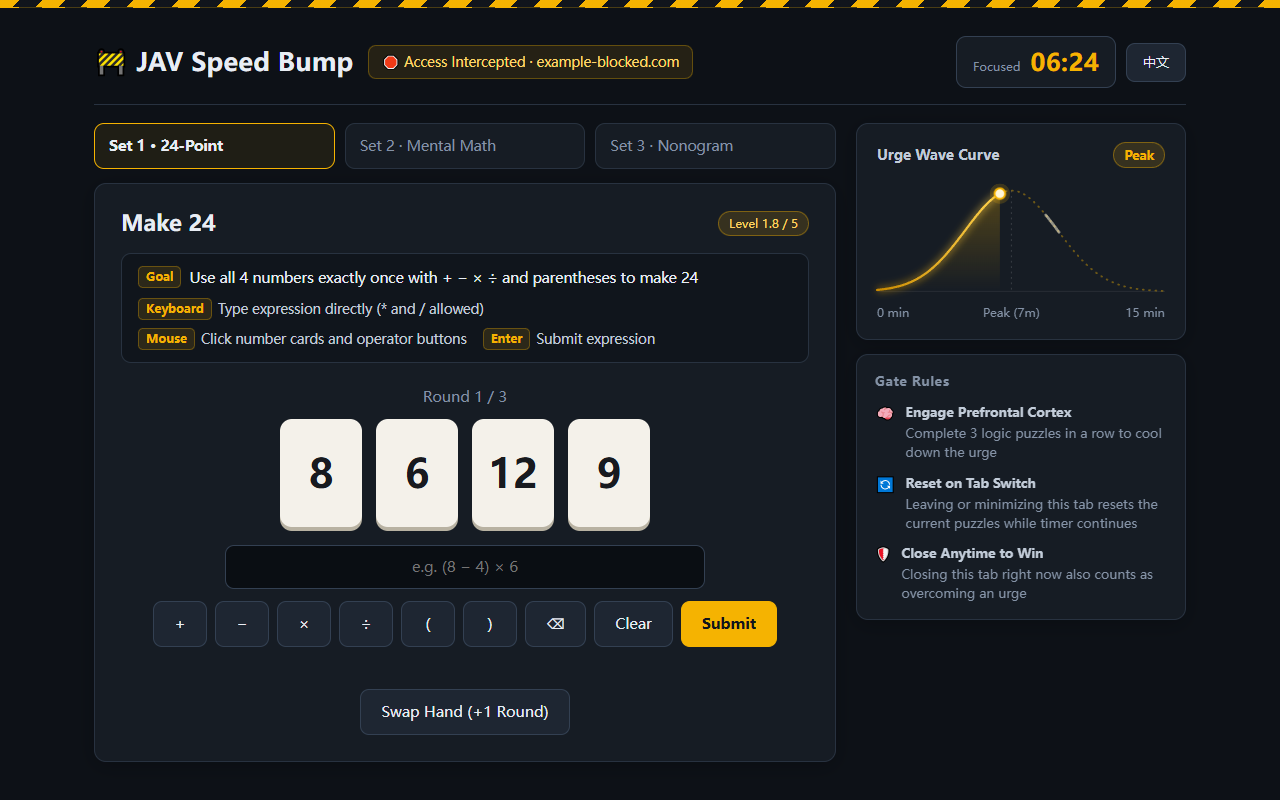 JAV Speed Bump
Access Intercepted · example-blocked.com
Focused 06:24
中文
Set 1 • 24-Point
Set 2 · Mental Math
Set 3 · Nonogram
Make 24
Level 1.8 / 5
Goal Use all 4 numbers exactly once with + − × ÷ and parentheses to make 24
Keyboard Type expression directly (* and / allowed)
Mouse Click number cards and operator buttons Enter Submit expression
Round 1 / 3
8 6 12 9
e.g. (8 − 4) × 6
+ − × ÷ ( ) ⌫ Clear Submit
Swap Hand (+1 Round)
Urge Wave Curve
Peak
0 min Peak (7m) 15 min
Gate Rules
Engage Prefrontal Cortex
Complete 3 logic puzzles in a row to cool
down the urge
Reset on Tab Switch
Leaving or minimizing this tab resets the
current puzzles while timer continues
Close Anytime to Win
Closing this tab right now also counts as
overcoming an urge